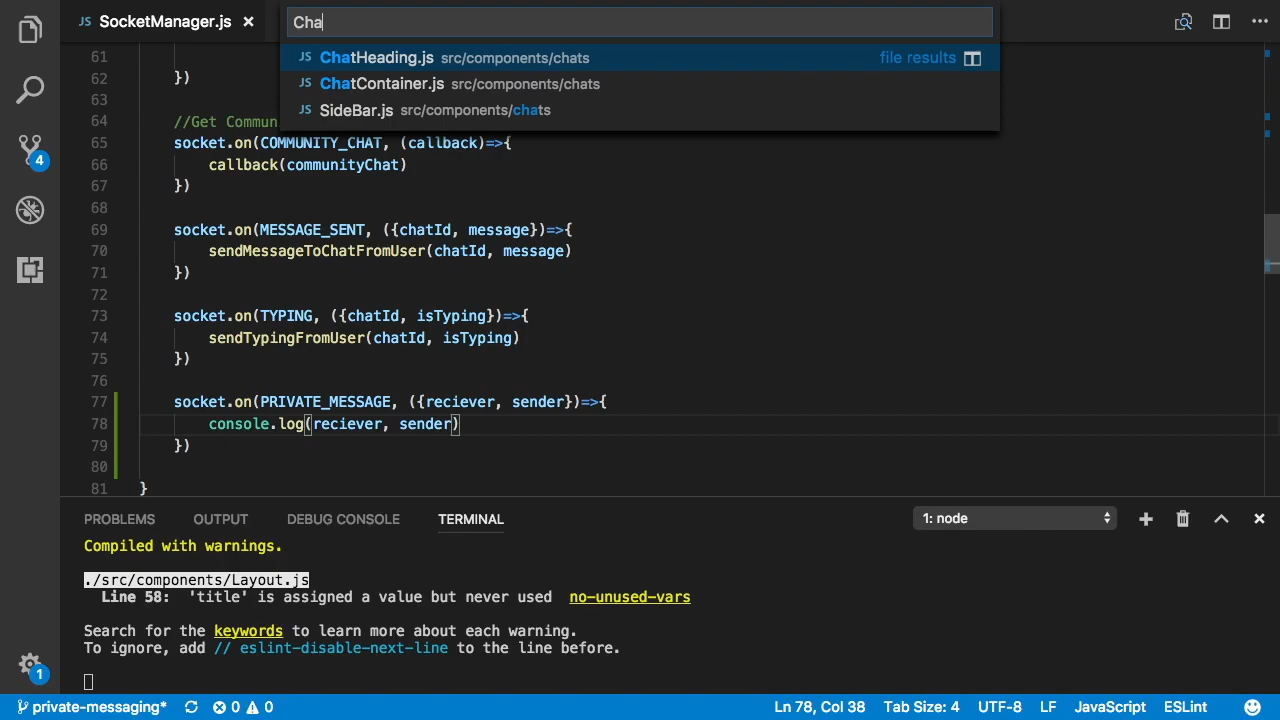 JS SocketManager.js ×
Cha
JS ChatHeading.js src/components/chats file results
JS ChatContainer.js src/components/chats
JS SideBar.js src/components/chats
61
62 })
63
64 //Get Commun
65 socket.on(COMMUNITY_CHAT, (callback)=>{
66 callback(communityChat)
67 })
68
69 socket.on(MESSAGE_SENT, ({chatId, message})=>{
70 sendMessageToChatFromUser(chatId, message)
71 })
72
73 socket.on(TYPING, ({chatId, isTyping})=>{
74 sendTypingFromUser(chatId, isTyping)
75 })
76
77 socket.on(PRIVATE_MESSAGE, ({reciever, sender})=>{
78 console.log(reciever, sender)
79 })
80
81 }
4
1
PROBLEMS OUTPUT DEBUG CONSOLE TERMINAL 1: node
Compiled with warnings.
./src/components/Layout.js
Line 58: 'title' is assigned a value but never used no-unused-vars
Search for the keywords to learn more about each warning.
To ignore, add // eslint-disable-next-line to the line before.
private-messaging* 0 0 Ln 78, Col 38 Tab Size: 4 UTF-8 LF JavaScript ESLint